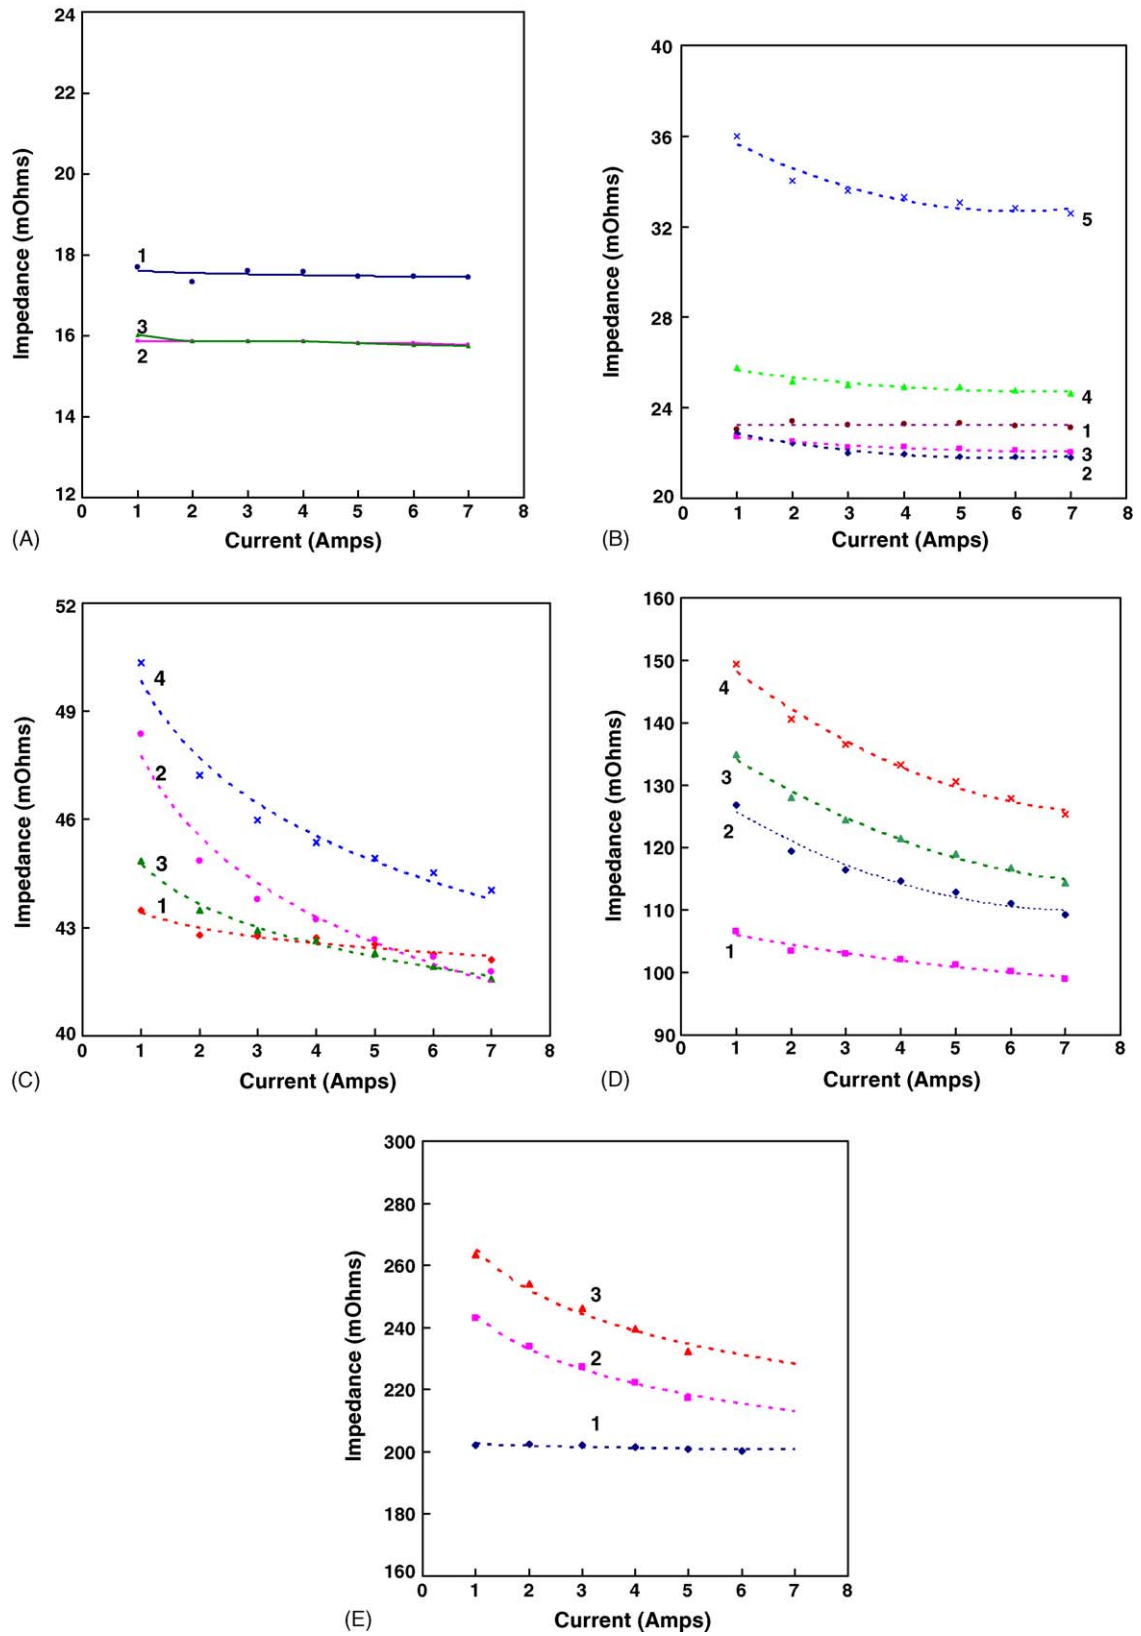 24
22
20
18
16
14
12
Impedance (mOhms)
1
3
2
0 1 2 3 4 5 6 7 8
Current (Amps)
(A)
40
36
32
28
24
20
Impedance (mOhms)
5
4
1
3
2
0 1 2 3 4 5 6 7 8
Current (Amps)
(B)
52
49
46
43
40
Impedance (mOhms)
4
2
3
1
0 1 2 3 4 5 6 7 8
Current (Amps)
(C)
160
150
140
130
120
110
100
90
Impedance (mOhms)
4
3
2
1
0 1 2 3 4 5 6 7 8
Current (Amps)
(D)
300
280
260
240
220
200
180
160
Impedance (mOhms)
3
2
1
0 1 2 3 4 5 6 7 8
Current (Amps)
(E)